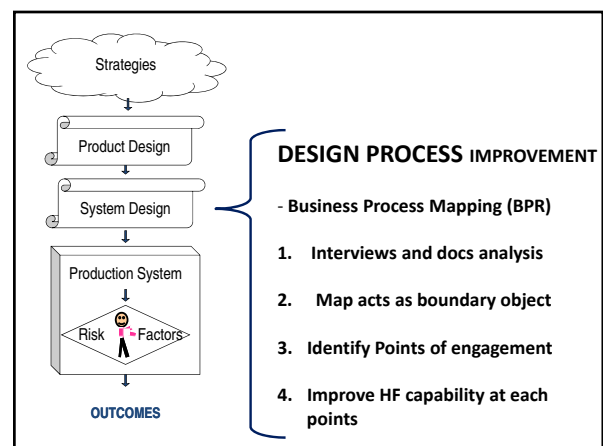 Strategies
Product Design
System Design
Production System
Risk Factors
OUTCOMES
DESIGN PROCESS IMPROVEMENT
- Business Process Mapping (BPR)
1. Interviews and docs analysis
2. Map acts as boundary object
3. Identify Points of engagement
4. Improve HF capability at each
points